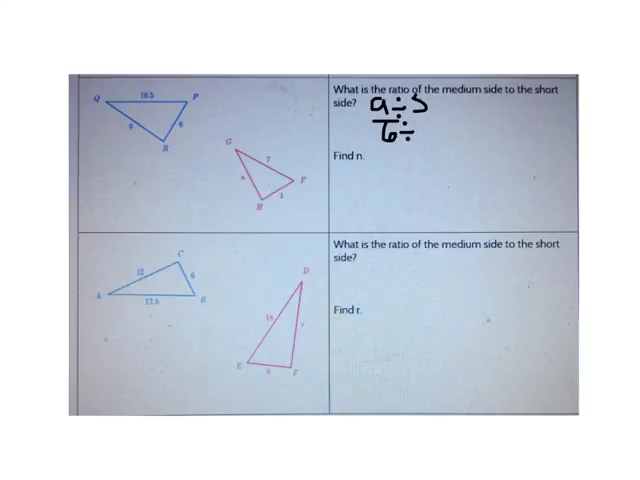 What is the ratio of the medium side to the short
side?
9÷3
6÷
Find n.
Q
10.5
P
9
6
R
G
7
n
F
H
What is the ratio of the medium side to the short
side?
Find r.
C
12
6
A
12.5
B
D
18
r
E
9
F